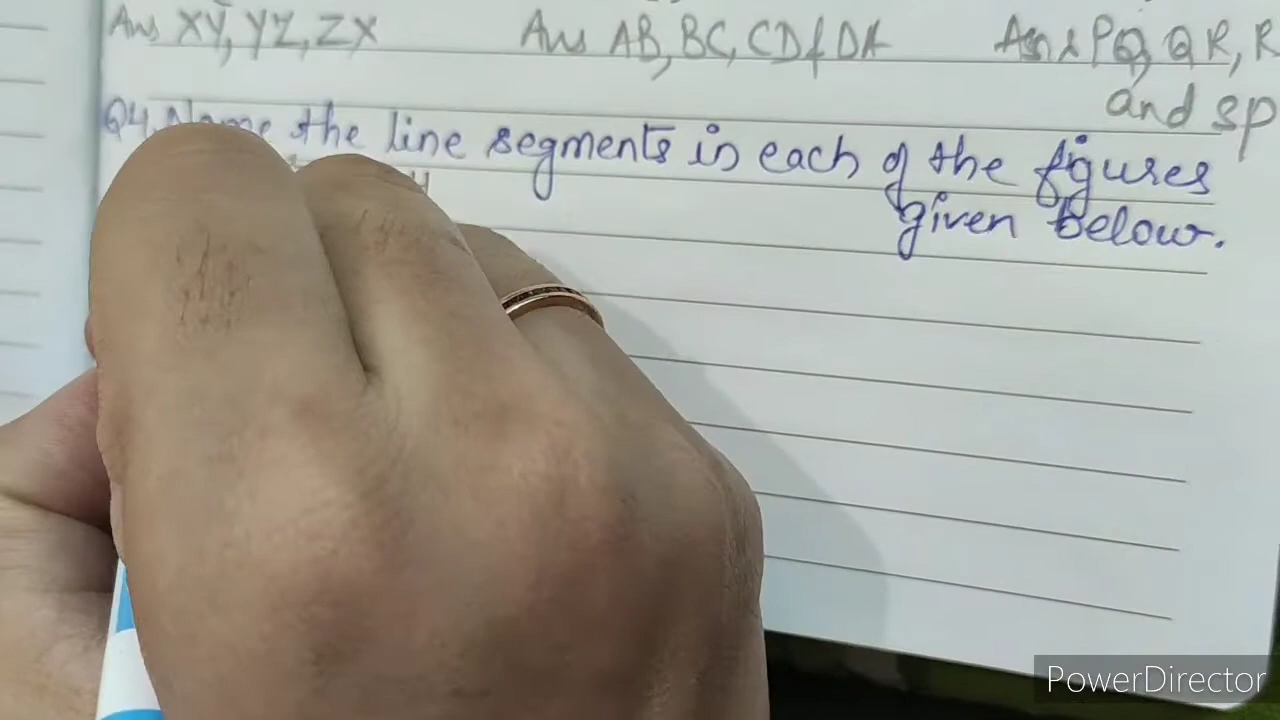 Ans XY, YZ, ZX
Ans AB, BC, CD & DA
Ans PQ, QR, R
and SP
Q4. Name the line segments in each of the figures
given below.
PowerDirector